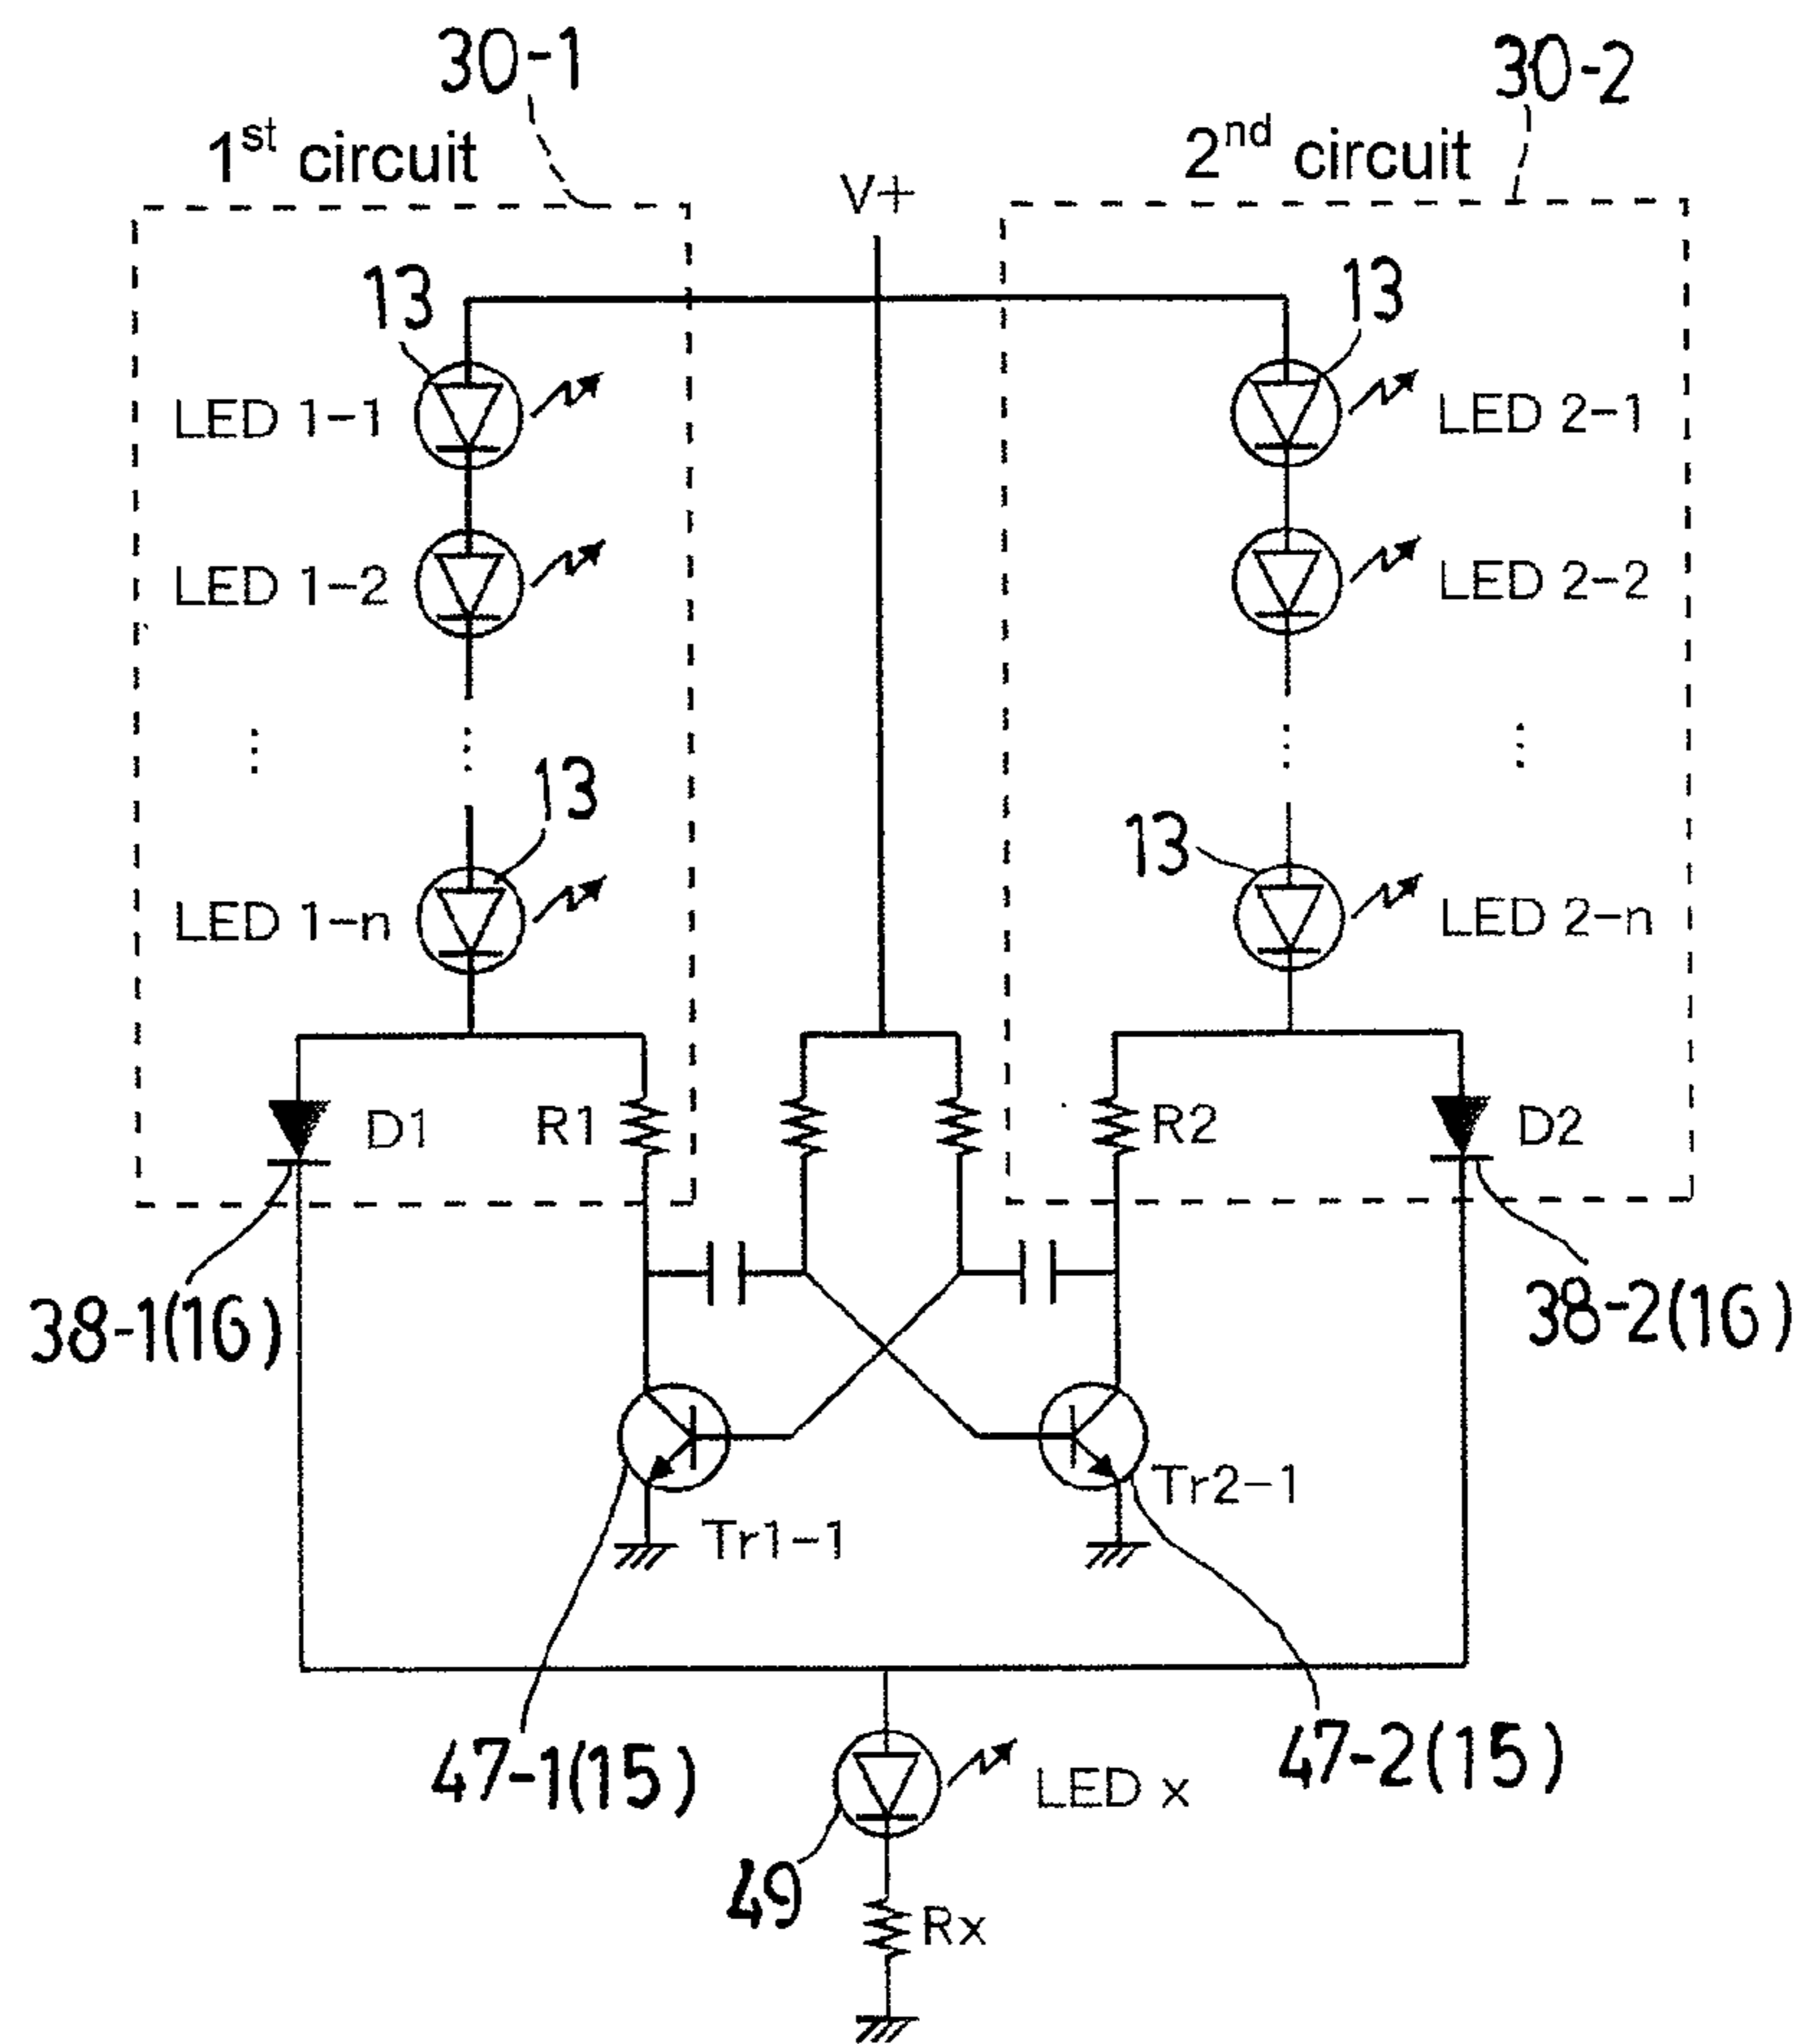 30-1
30-2
1st circuit
2nd circuit
V+
13
13
LED 1-1
LED 2-1
LED 1-2
LED 2-2
13
13
LED 1-n
LED 2-n
D1
R1
R2
D2
38-1(16)
38-2(16)
Tr2-1
Tr1-1
47-1(15)
47-2(15)
LED x
49
Rx